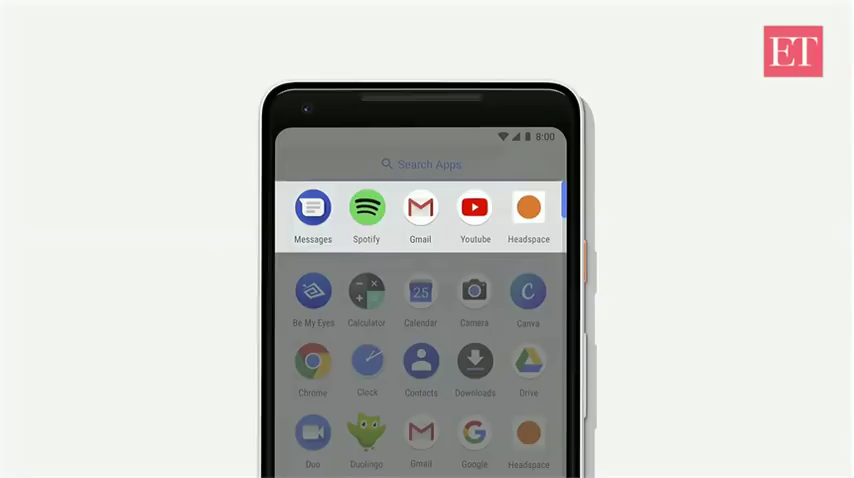 ET
8:00
Search Apps
Messages Spotify Gmail Youtube Headspace
25
Be My Eyes Calculator Calendar Camera Canva
Chrome Clock Contacts Downloads Drive
Duo Duolingo Gmail Google Headspace